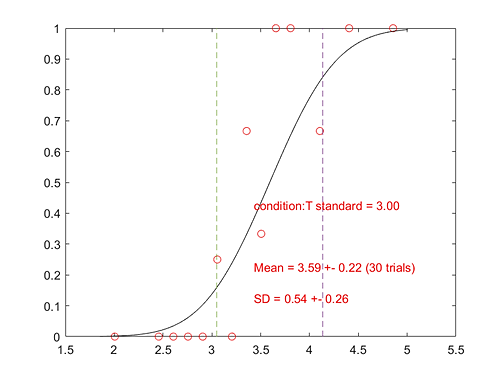 1
0.9
0.8
0.7
0.6
0.5
0.4
condition:T standard = 3.00
0.3
Mean = 3.59 +- 0.22 (30 trials)
0.2
SD = 0.54 +- 0.26
0.1
0
1.5 2 2.5 3 3.5 4 4.5 5 5.5